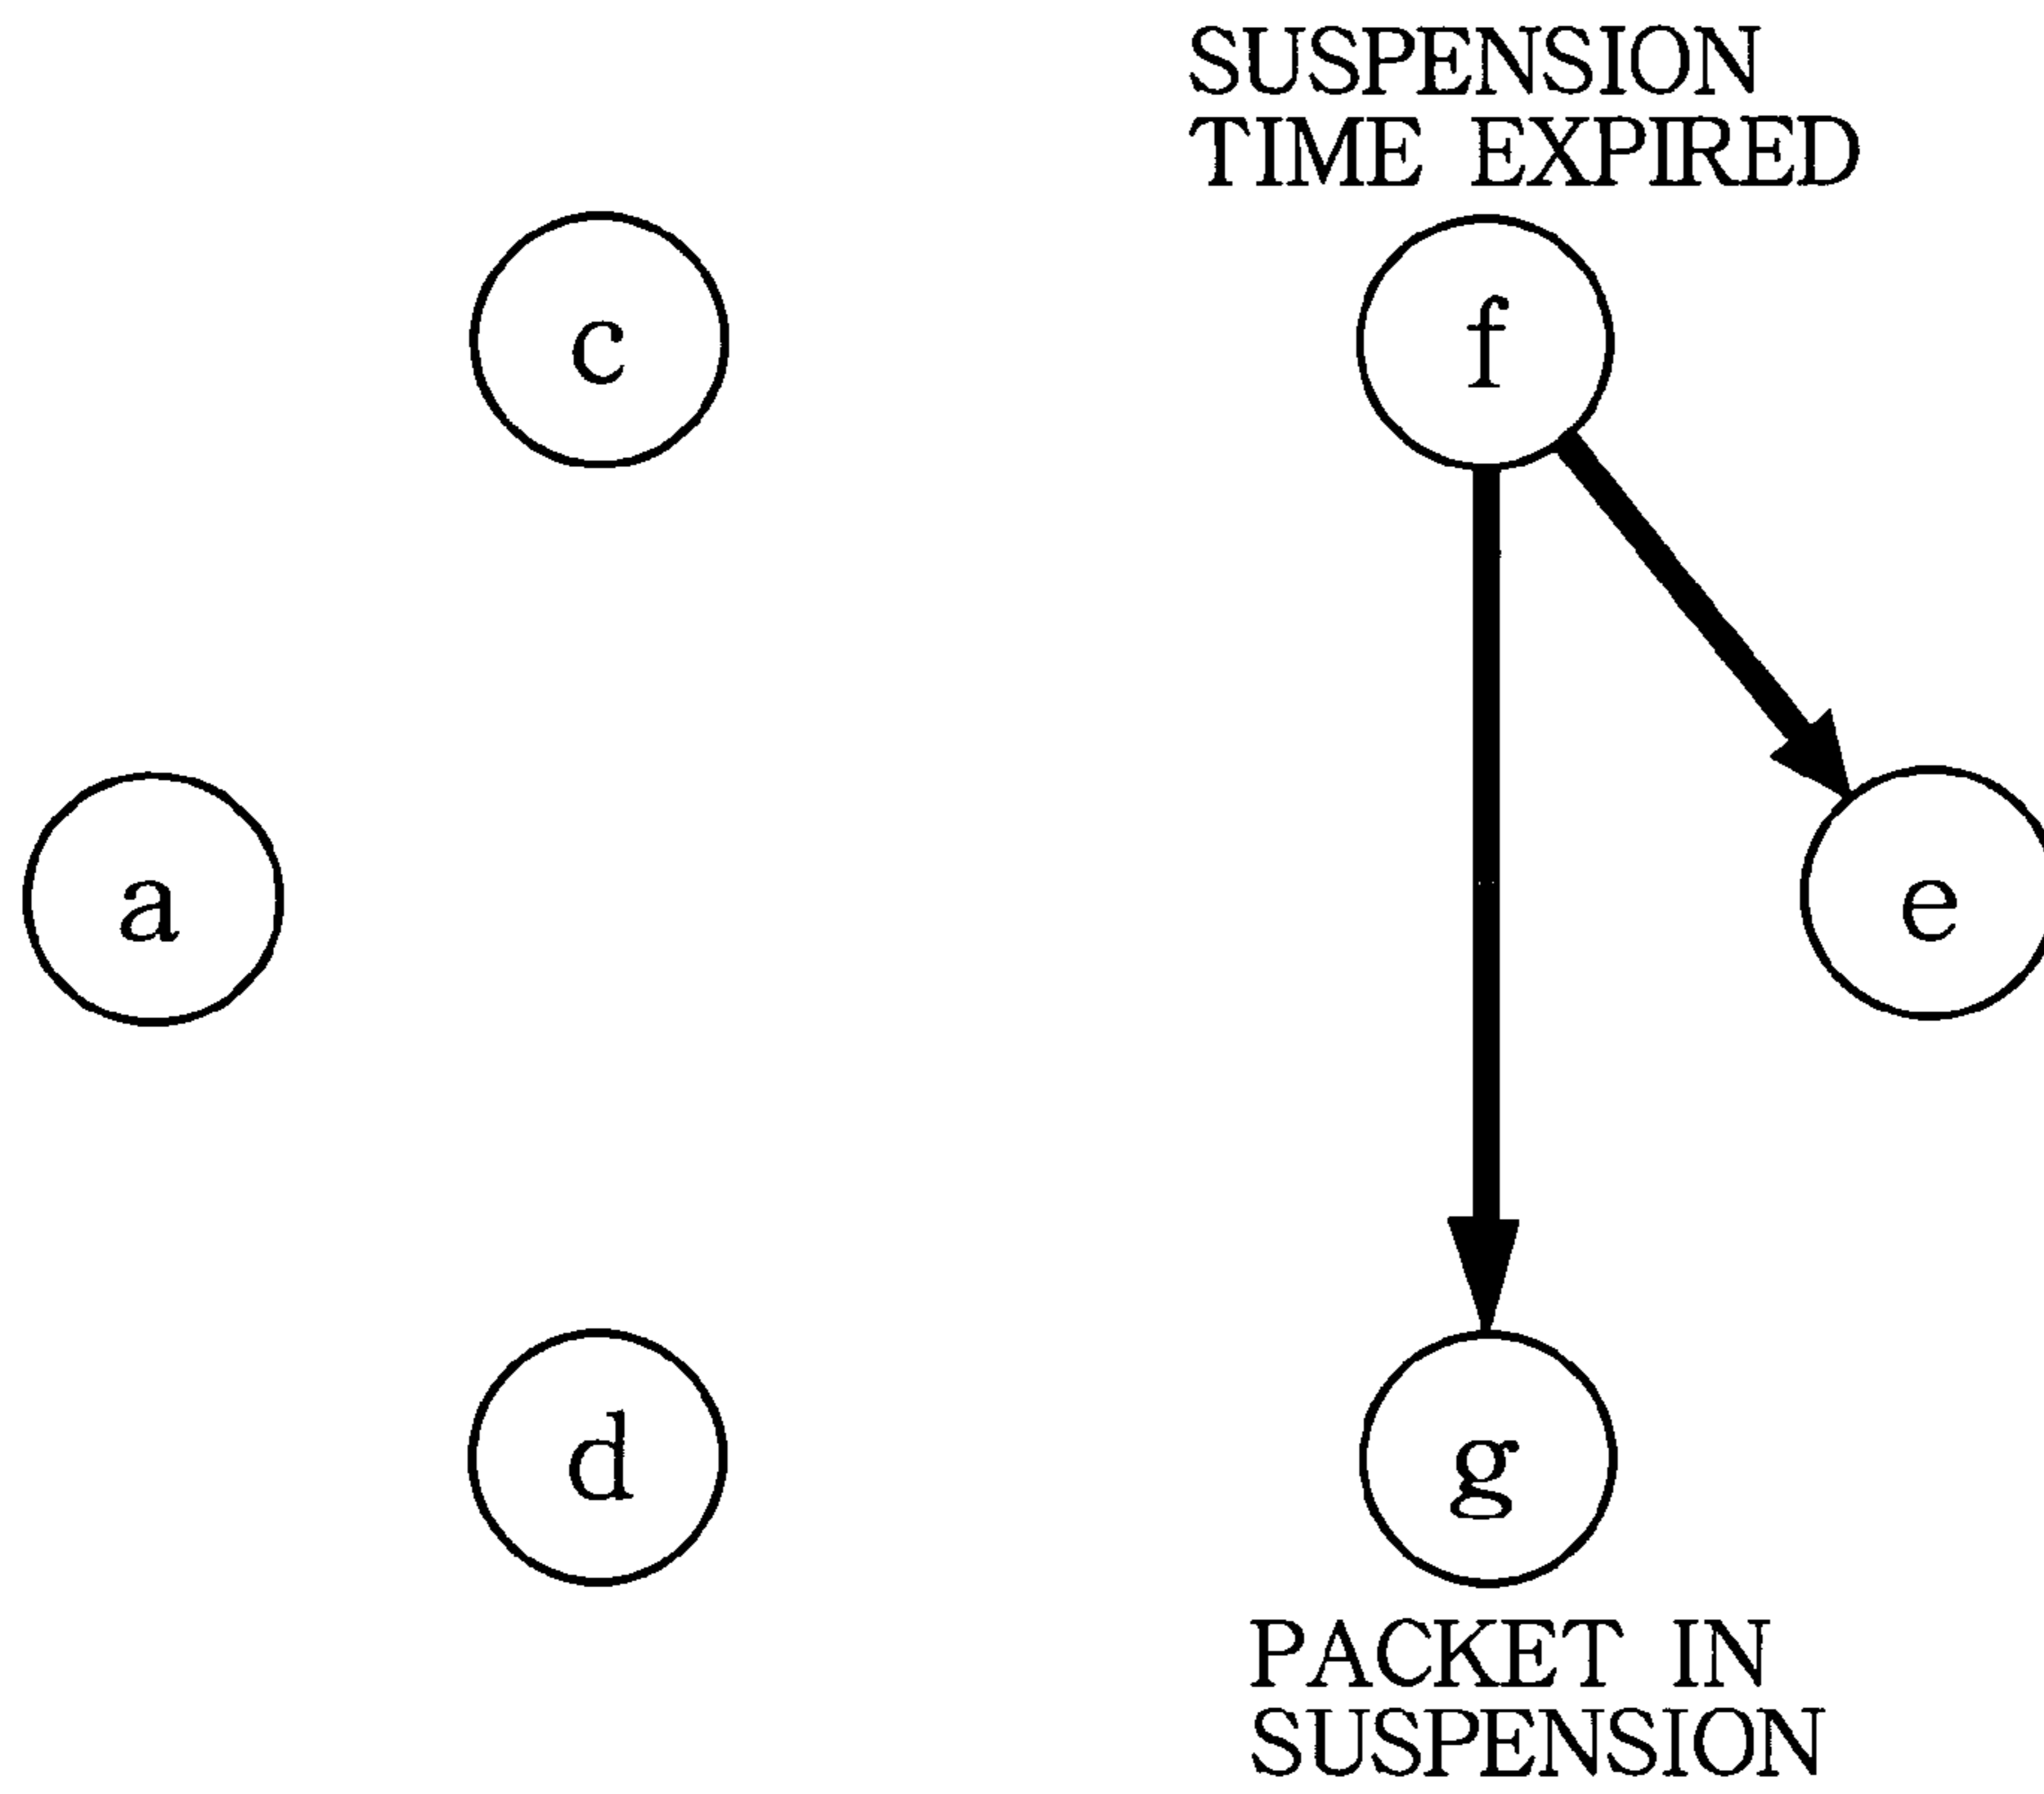 SUSPENSION
TIME EXPIRED
c
f
a
e
d
g
PACKET IN
SUSPENSION